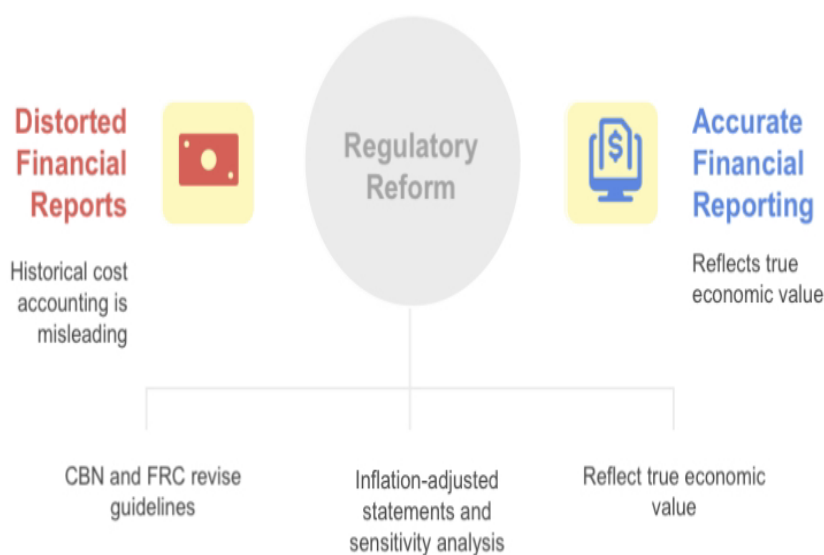 Distorted
Financial
Reports
Historical cost
accounting is
misleading
Regulatory
Reform
$
Accurate
Financial
Reporting
Reflects true
economic value
CBN and FRC revise
guidelines
Inflation-adjusted
statements and
sensitivity analysis
Reflect true economic
value